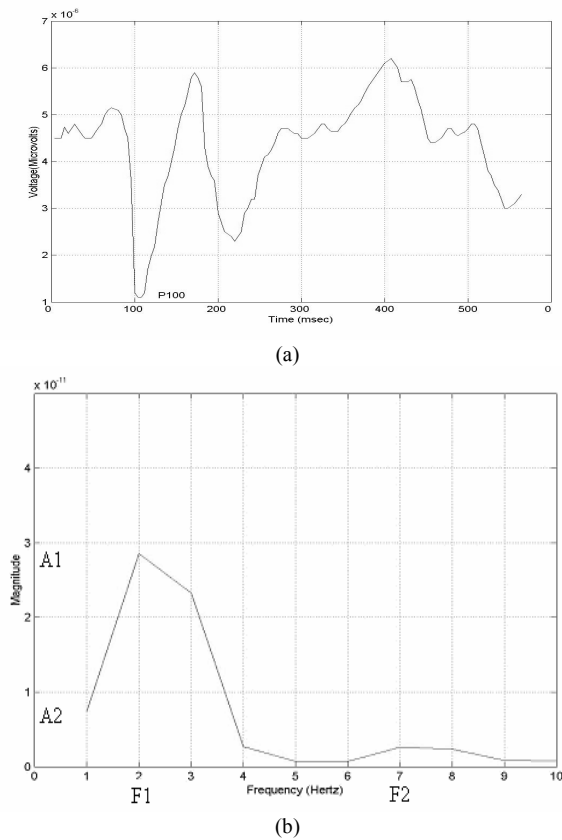 x 10⁻⁶
7
6
5
4
3
2
1
Voltage(Microvolts)
P100
0 100 200 300 400 500 0
Time (msec)
(a)
x 10⁻¹¹
5
4
3
2
1
0
Magnitude
A1
A2
0 1 2 3 4 5 6 7 8 9 10
F1 Frequency (Hertz) F2
(b)